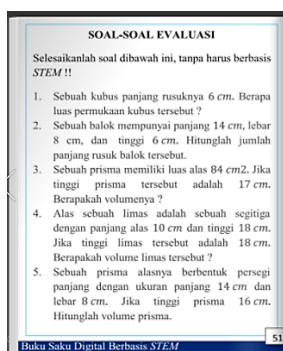 SOAL-SOAL EVALUASI
Selesaikanlah soal dibawah ini, tanpa harus berbasis
STEM !!
1. Sebuah kubus panjang rusuknya 6 cm. Berapa
luas permukaan kubus tersebut ?
2. Sebuah balok mempunyai panjang 14 cm, lebar
8 cm, dan tinggi 6 cm. Hitunglah jumlah
panjang rusuk balok tersebut.
3. Sebuah prisma memiliki luas alas 84 cm2. Jika
tinggi prisma tersebut adalah 17 cm.
Berapakah volumenya ?
4. Alas sebuah limas adalah sebuah segitiga
dengan panjang alas 10 cm dan tinggi 18 cm.
Jika tinggi limas tersebut adalah 18 cm.
Berapakah volume limas tersebut ?
5. Sebuah prisma alasnya berbentuk persegi
panjang dengan ukuran panjang 14 cm dan
lebar 8 cm. Jika tinggi prisma 16 cm.
Hitunglah volume prisma.
51
Buku Saku Digital Berbasis STEM